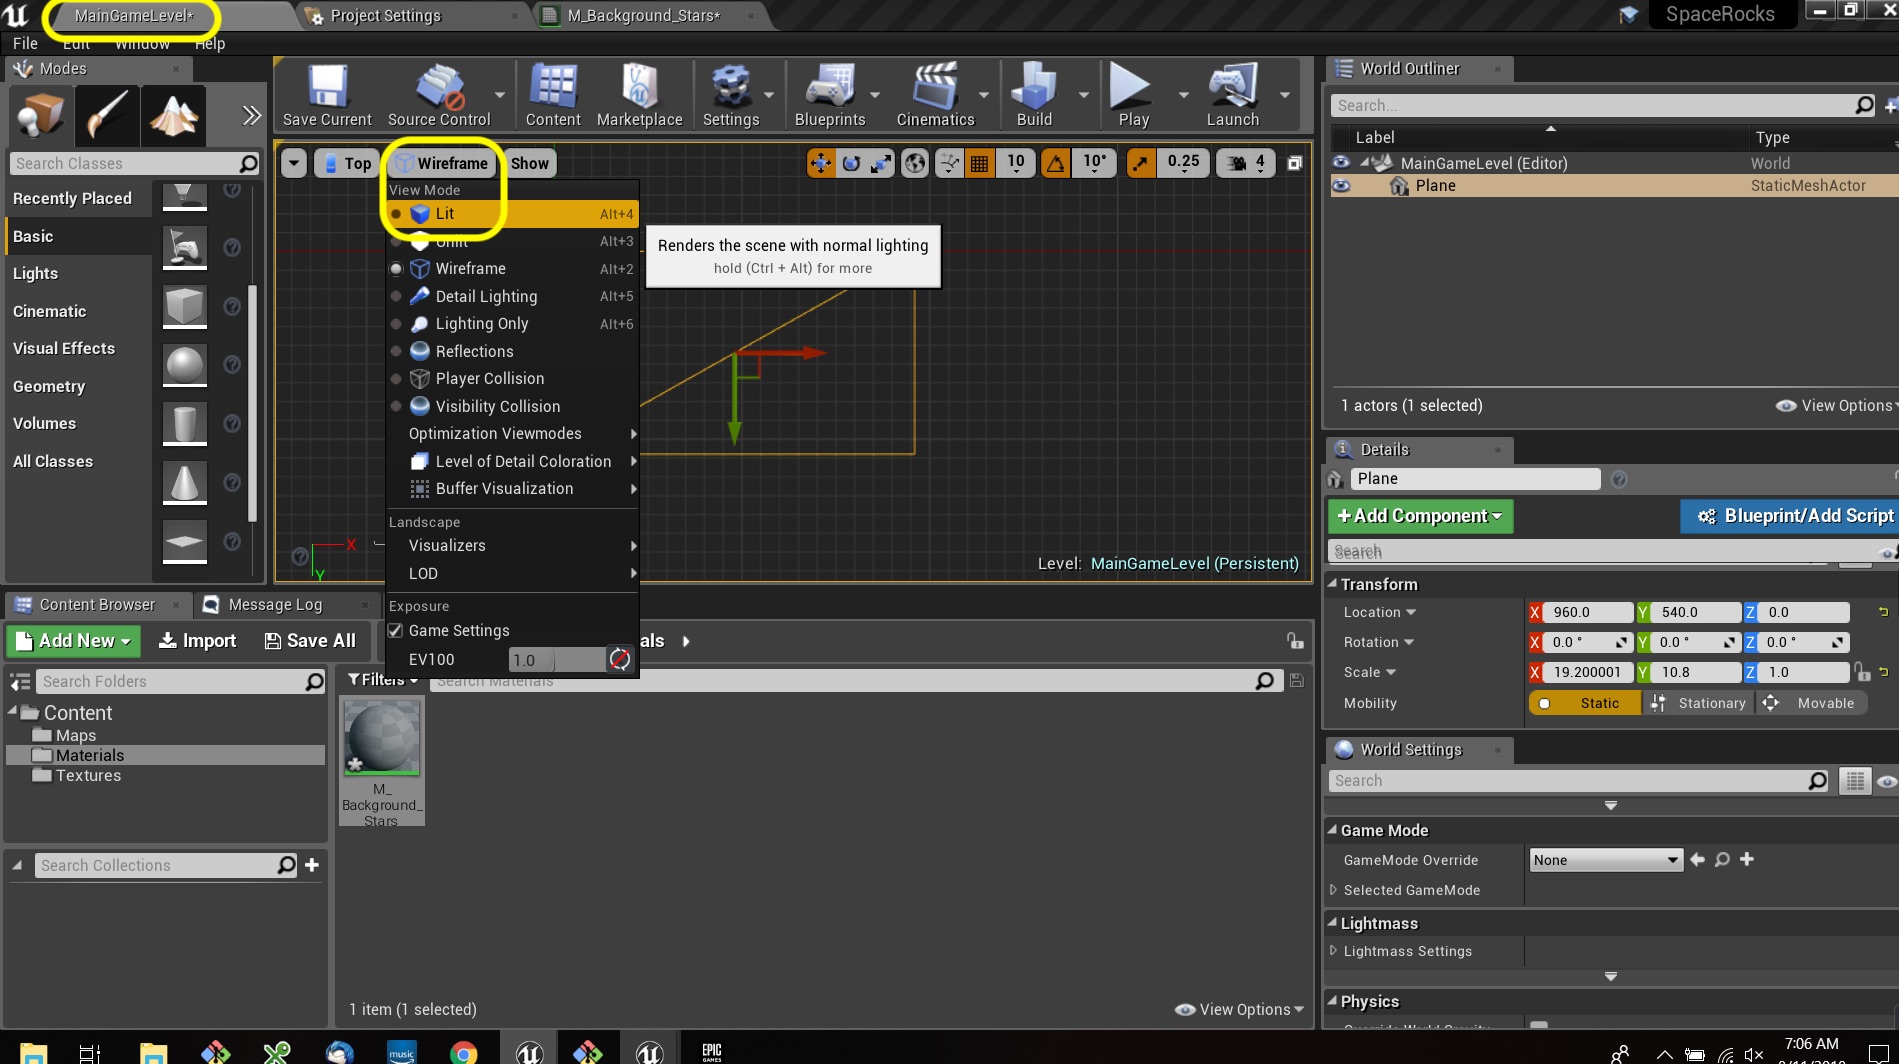 MainGameLevel*
Project Settings
M_Background_Stars*
SpaceRocks
File Edit Window Help
Modes
Save Current
Source Control
Content
Marketplace
Settings
Blueprints
Cinematics
Build
Play
Launch
Search Classes
Recently Placed
Basic
Lights
Cinematic
Visual Effects
Geometry
Volumes
All Classes
Top
Wireframe
Show
10
10°
0.25
4
View Mode
Lit Alt+4
Unlit Alt+3
Wireframe Alt+2
Detail Lighting Alt+5
Lighting Only Alt+6
Reflections
Player Collision
Visibility Collision
Optimization Viewmodes
Level of Detail Coloration
Buffer Visualization
Landscape
Visualizers
LOD
Exposure
Game Settings
EV100 1.0
Renders the scene with normal lighting
hold (Ctrl + Alt) for more
X
Y
Level: MainGameLevel (Persistent)
World Outliner
Search...
Label Type
MainGameLevel (Editor) World
Plane StaticMeshActor
1 actors (1 selected)
View Options
Details
Plane
+Add Component
Blueprint/Add Script
Search
Transform
Location X 960.0 Y 540.0 Z 0.0
Rotation X 0.0 ° Y 0.0 ° Z 0.0 °
Scale X 19.200001 Y 10.8 Z 1.0
Mobility Static Stationary Movable
World Settings
Search
Game Mode
GameMode Override None
Selected GameMode
Lightmass
Lightmass Settings
Physics
Content Browser
Message Log
Add New
Import
Save All
Search Folders
Content
Maps
Materials
Textures
Search Collections
Filters
Search Materials
M_
Background_
Stars
1 item (1 selected)
View Options
music
EPIC
GAMES
7:06 AM